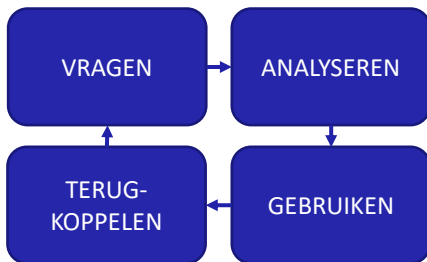 VRAGEN
ANALYSEREN
TERUG-
KOPPELEN
GEBRUIKEN